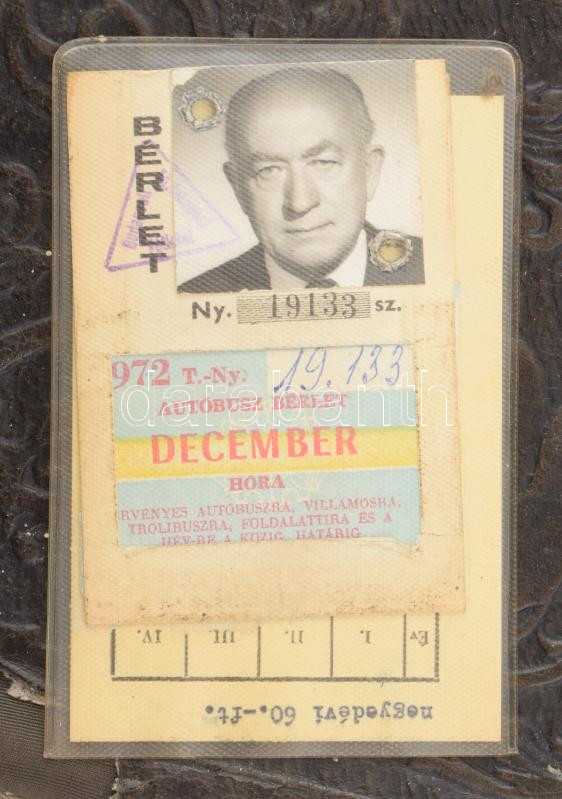 BÉRLET
Ny. 19133 sz.
972 T.-Ny. 19.133
AUTÓBUSZ BÉRLET
DECEMBER
HÓRA
RVÉNYES AUTÓBUSZRA, VILLAMOSRA,
TROLIBUSZRA, FÖLDALATTIRA ÉS A
HÉV-RE A KÖZIG. HATÁRIG
Év I. II. III. IV.
negyedévi 60.-ft.
darabanth